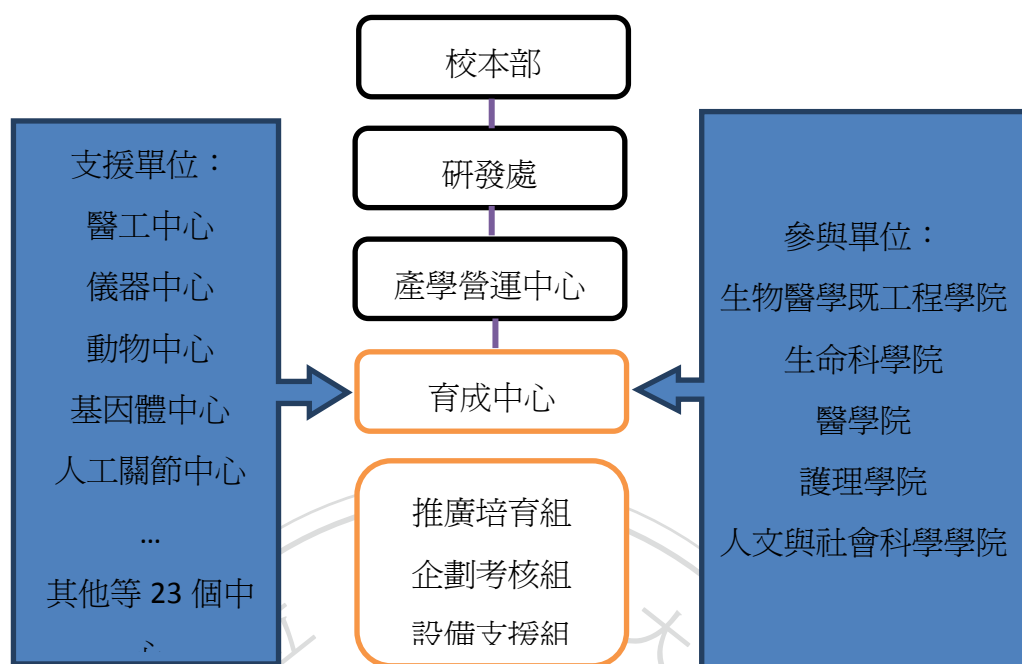 校本部
研發處
產學營運中心
育成中心
推廣培育組
企劃考核組
設備支援組
支援單位：
醫工中心
儀器中心
動物中心
基因體中心
人工關節中心
...
其他等 23 個中
參與單位：
生物醫學既工程學院
生命科學院
醫學院
護理學院
人文與社會科學學院